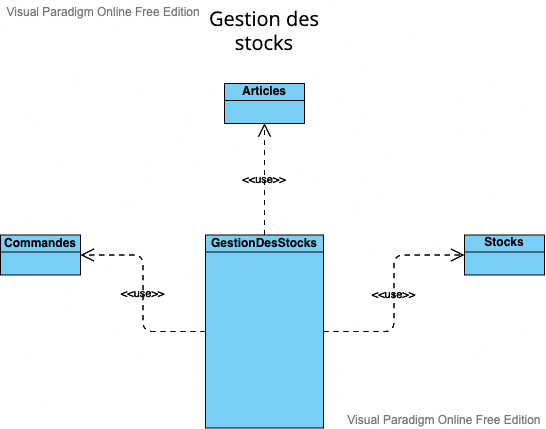 Visual Paradigm Online Free Edition
Gestion des
stocks
Articles
<<use>>
Commandes
GestionDesStocks
Stocks
<<use>>
<<use>>
Visual Paradigm Online Free Edition